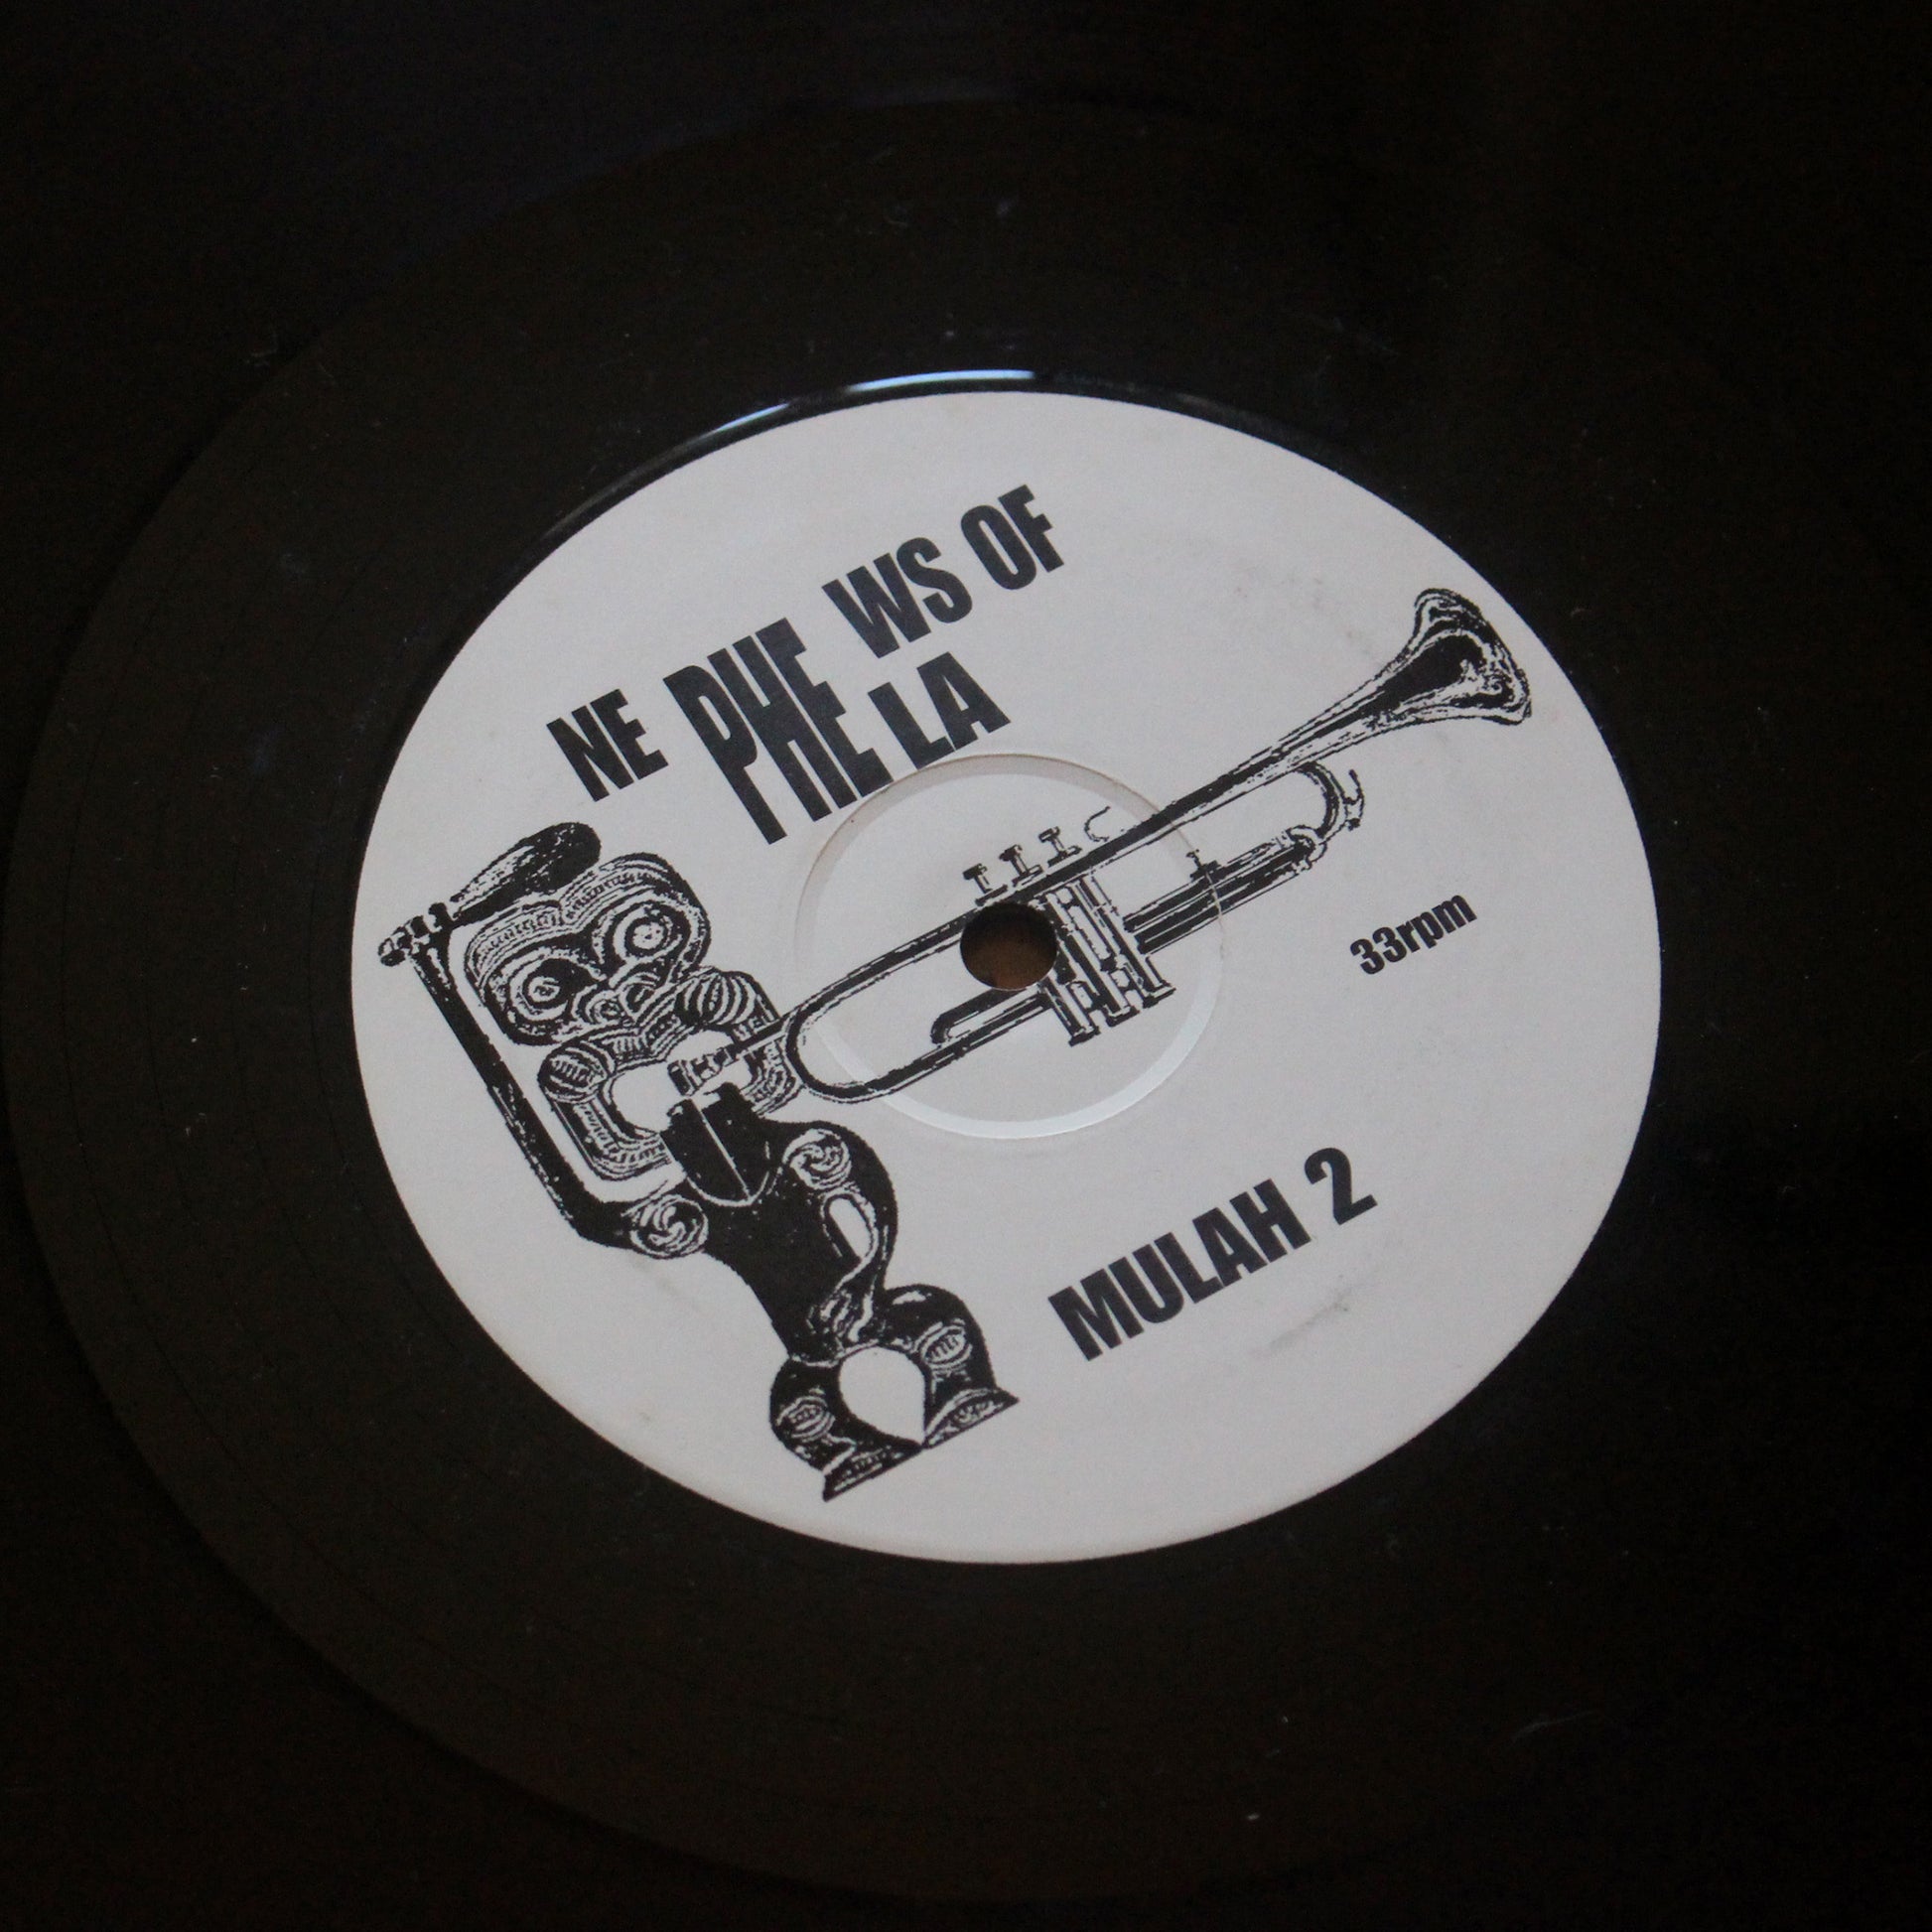 NE PHE WS OF
PHE LA
33rpm
MULAH 2